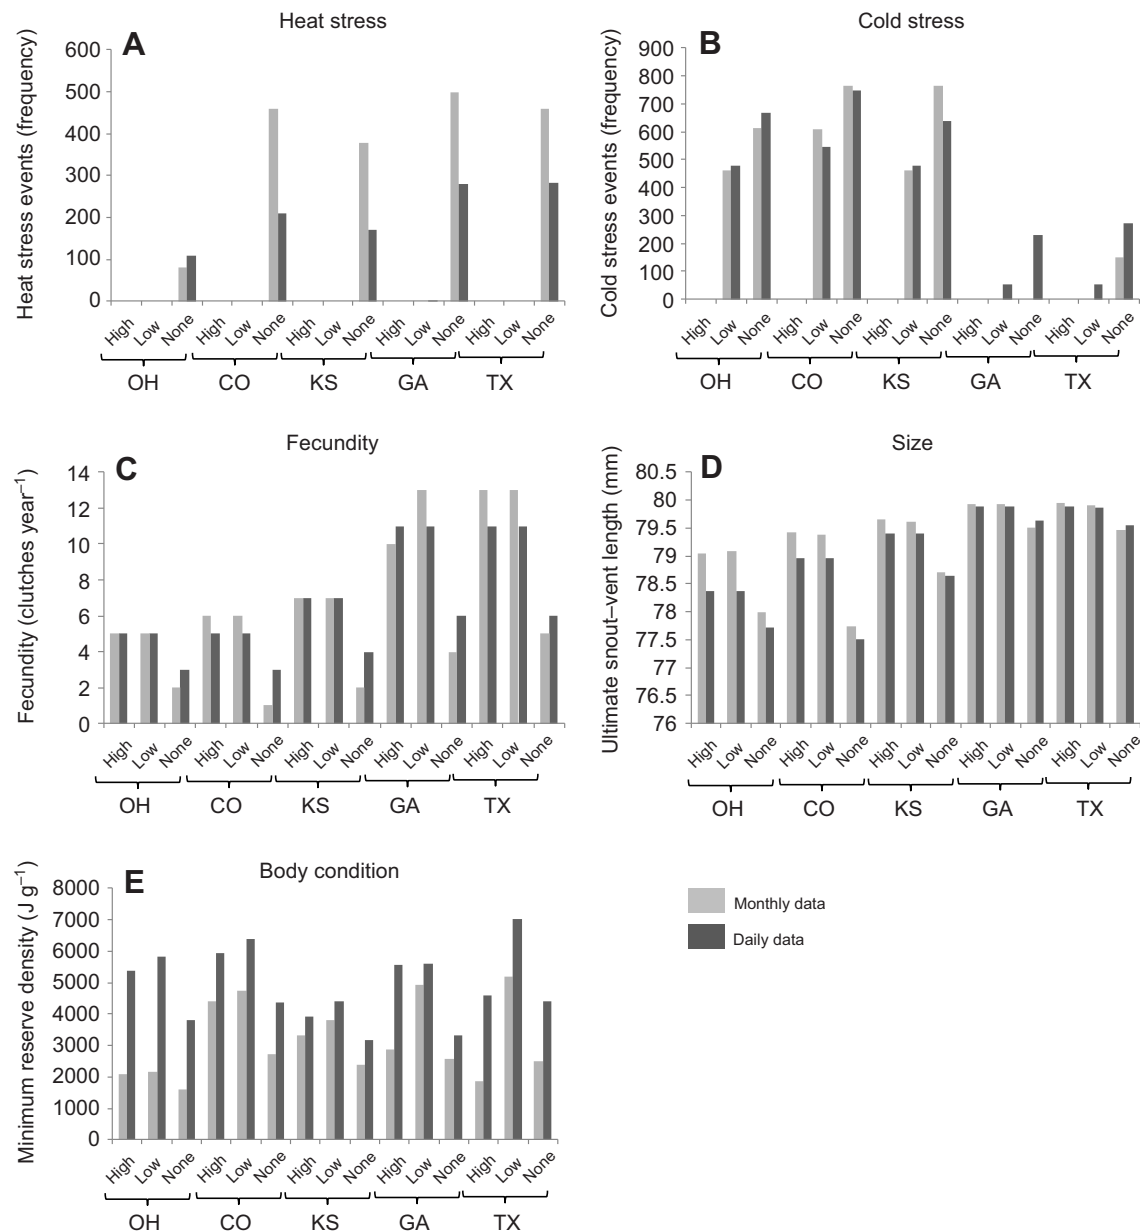 Heat stress
A
Heat stress events (frequency)
600
500
400
300
200
100
0
High Low None High Low None High Low None High Low None High Low None
OH CO KS GA TX
Cold stress
B
Cold stress events (frequency)
900
800
700
600
500
400
300
200
100
0
High Low None High Low None High Low None High Low None High Low None
OH CO KS GA TX
Fecundity
C
Fecundity (clutches year−1)
14
12
10
8
6
4
2
0
High Low None High Low None High Low None High Low None High Low None
OH CO KS GA TX
Size
D
Ultimate snout–vent length (mm)
80.5
80
79.5
79
78.5
78
77.5
77
76.5
76
High Low None High Low None High Low None High Low None High Low None
OH CO KS GA TX
Body condition
E
Minimum reserve density (J g−1)
8000
7000
6000
5000
4000
3000
2000
1000
0
High Low None High Low None High Low None High Low None High Low None
OH CO KS GA TX
Monthly data
Daily data